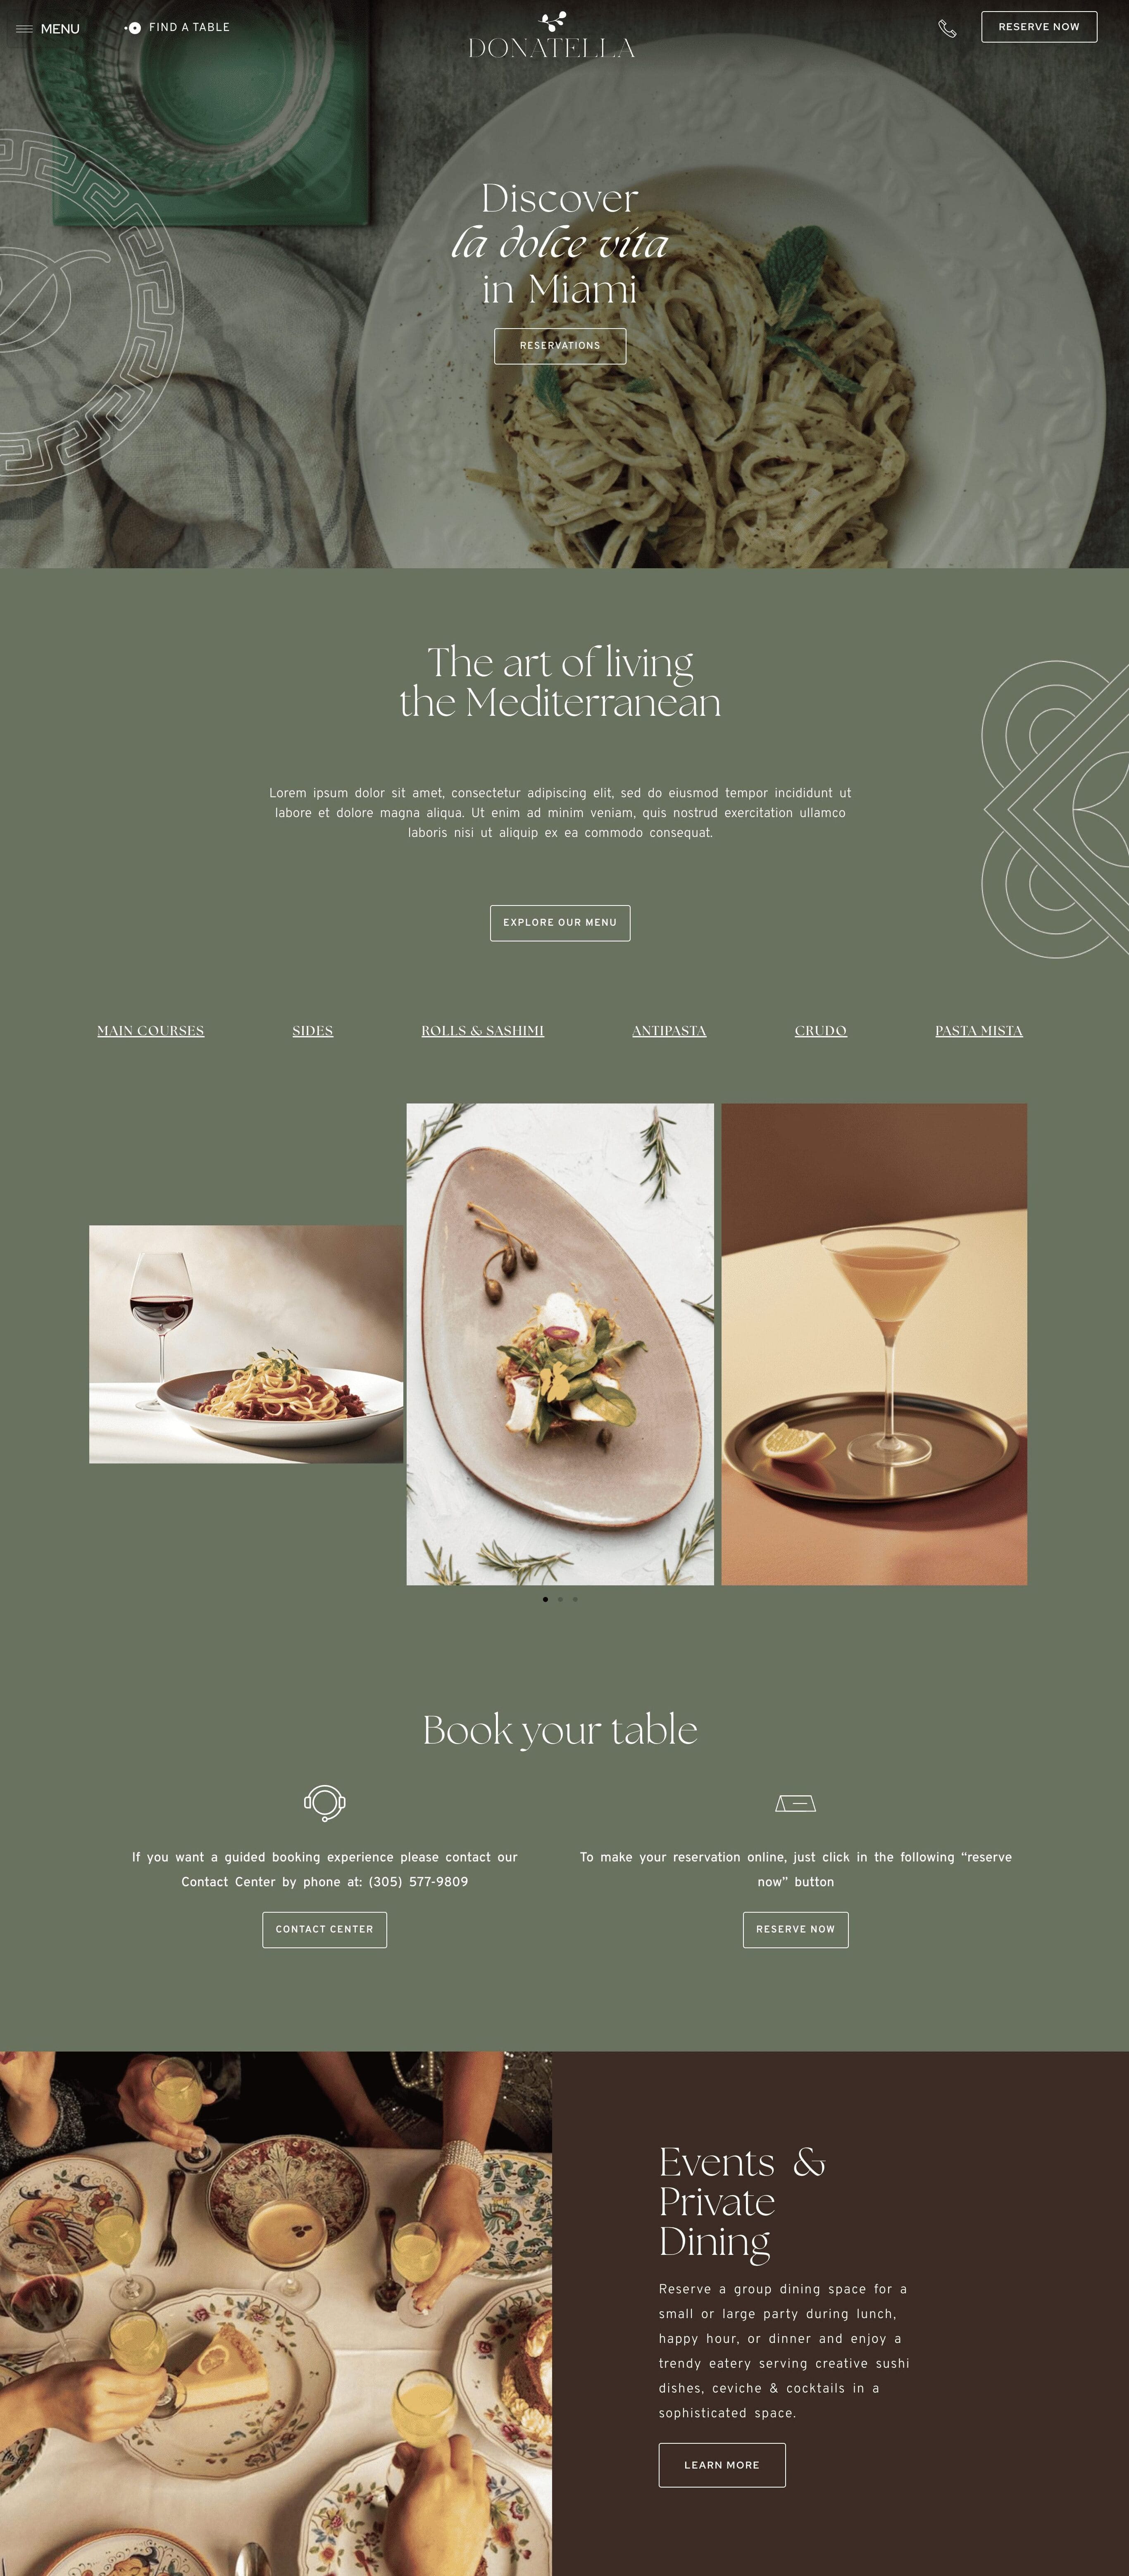 MENU
FIND A TABLE
DONATELLA
RESERVE NOW
Discover
la dolce vita
in Miami
RESERVATIONS
The art of living
the Mediterranean
Lorem ipsum dolor sit amet, consectetur adipiscing elit, sed do eiusmod tempor incididunt ut
labore et dolore magna aliqua. Ut enim ad minim veniam, quis nostrud exercitation ullamco
laboris nisi ut aliquip ex ea commodo consequat.
EXPLORE OUR MENU
MAIN COURSES
SIDES
ROLLS & SASHIMI
ANTIPASTA
CRUDO
PASTA MISTA
Book your table
If you want a guided booking experience please contact our
Contact Center by phone at: (305) 577-9809
CONTACT CENTER
To make your reservation online, just click in the following “reserve
now” button
RESERVE NOW
Events &
Private
Dining
Reserve a group dining space for a
small or large party during lunch,
happy hour, or dinner and enjoy a
trendy eatery serving creative sushi
dishes, ceviche & cocktails in a
sophisticated space.
LEARN MORE